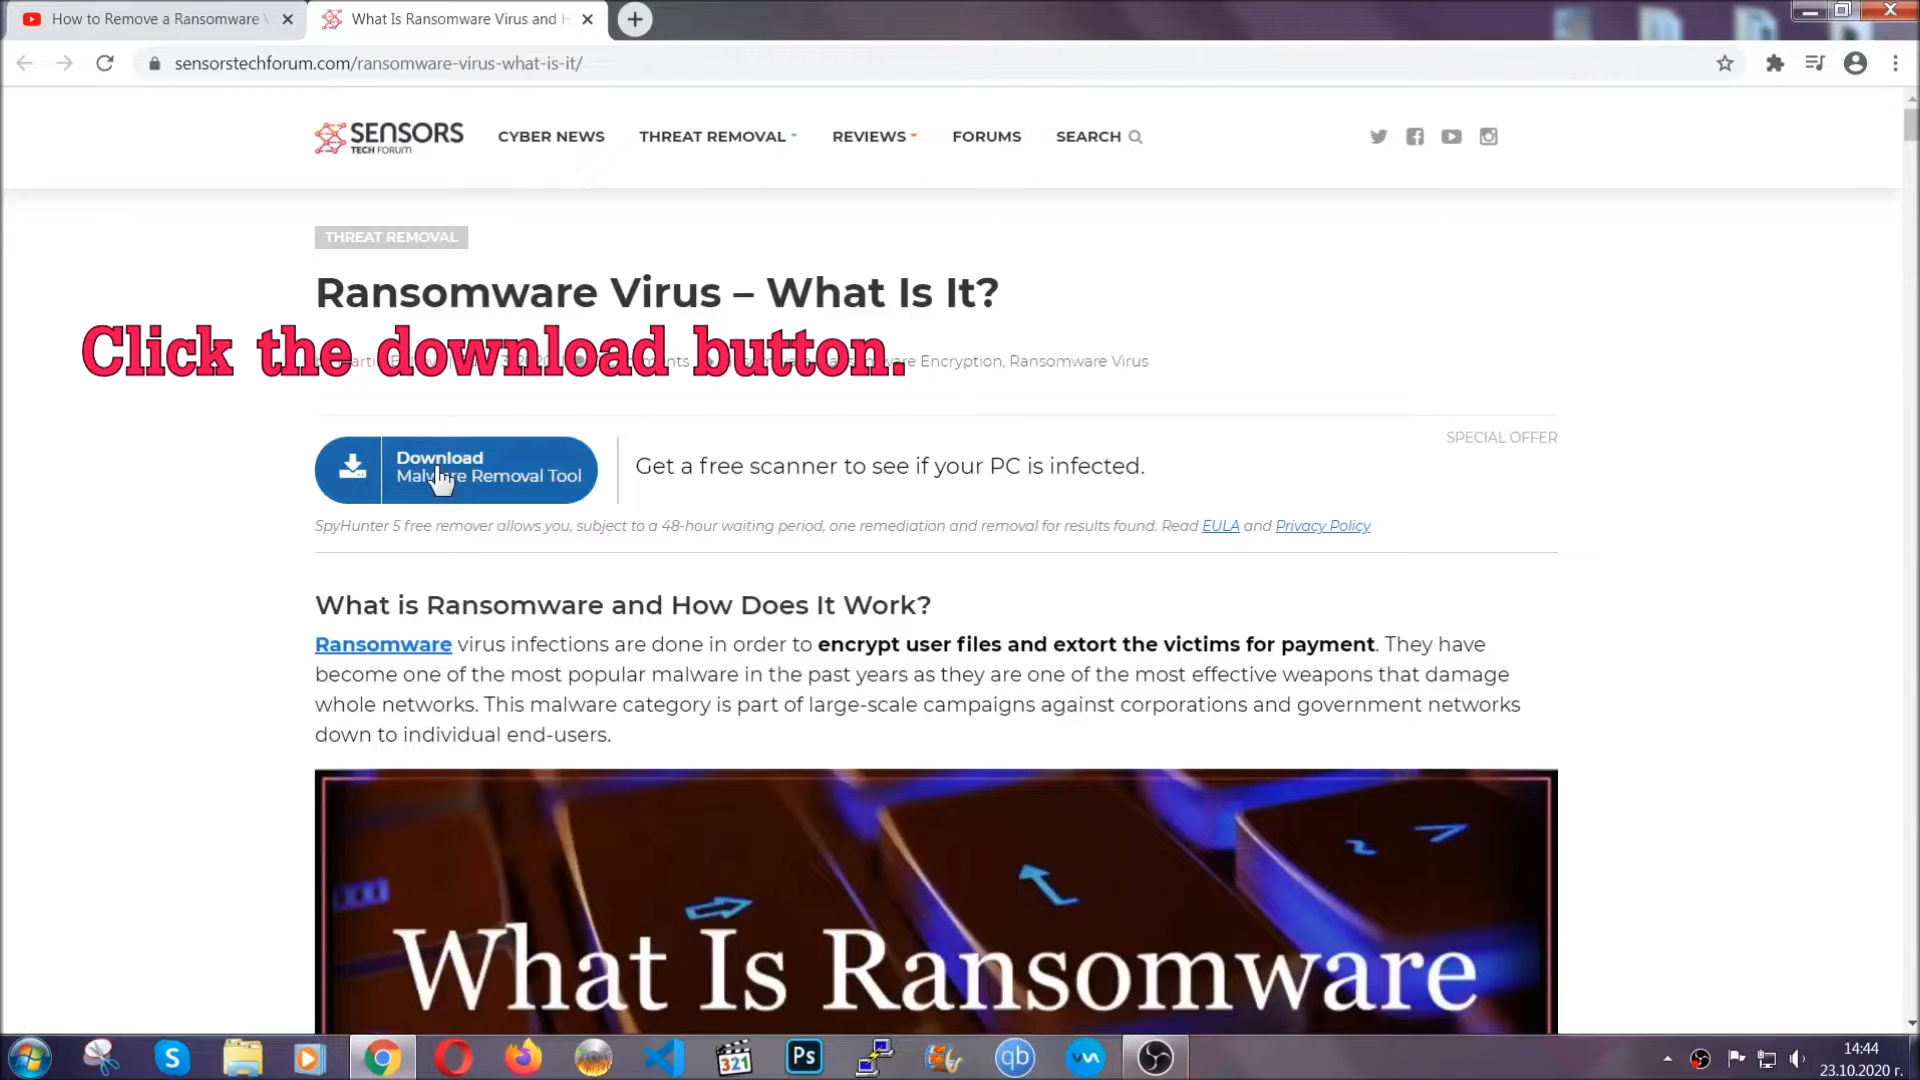 How to Remove a Ransomware
What Is Ransomware Virus and H
sensorstechforum.com/ransomware-virus-what-is-it/
SENSORS
TECH FORUM
CYBER NEWS
THREAT REMOVAL
REVIEWS
FORUMS
SEARCH
THREAT REMOVAL
Ransomware Virus – What Is It?
Click the download button.
Encryption, Ransomware Virus
SPECIAL OFFER
Download
Malware Removal Tool
Get a free scanner to see if your PC is infected.
SpyHunter 5 free remover allows you, subject to a 48-hour waiting period, one remediation and removal for results found. Read EULA and Privacy Policy
What is Ransomware and How Does It Work?
Ransomware virus infections are done in order to encrypt user files and extort the victims for payment. They have
become one of the most popular malware in the past years as they are one of the most effective weapons that damage
whole networks. This malware category is part of large-scale campaigns against corporations and government networks
down to individual end-users.
What Is Ransomware
321
Ps
qb
14:44
23.10.2020 г.